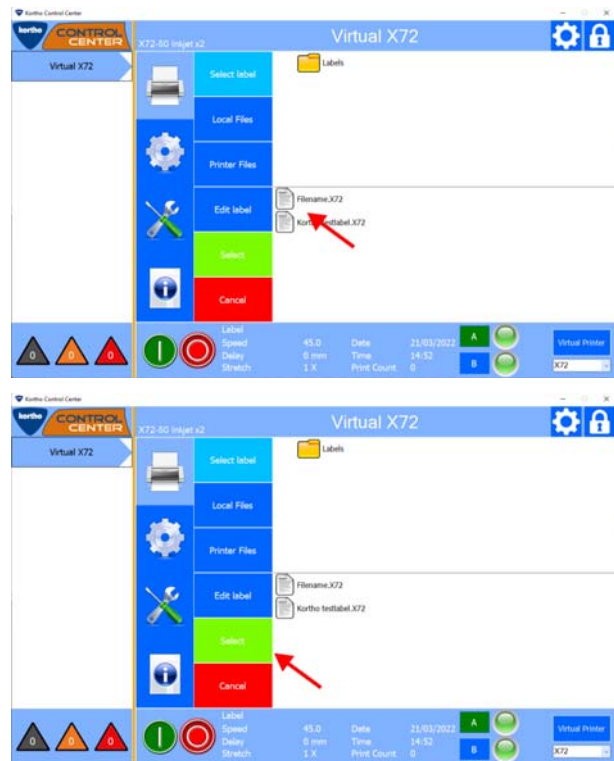 Kortho Control Center
kortho CONTROL CENTER
X72-50 Inkjet x2
Virtual X72
Virtual X72
Select label
Labels
Local Files
Printer Files
Edit label
Filename.X72
Select
Cancel
Label
Speed 45.0 Date 21/03/2022
Delay 0 mm Time 14:52
Stretch 1 X Print Count 0
0 0 0
A
B
Virtual Printer
X72
Kortho Control Center
kortho CONTROL CENTER
X72-50 Inkjet x2
Virtual X72
Virtual X72
Select label
Labels
Local Files
Printer Files
Edit label
Filename.X72
Kortho testlabel.X72
Select
Cancel
Label
Speed 45.0 Date 21/03/2022
Delay 0 mm Time 14:52
Stretch 1 X Print Count 0
0 0 0
A
B
Virtual Printer
X72